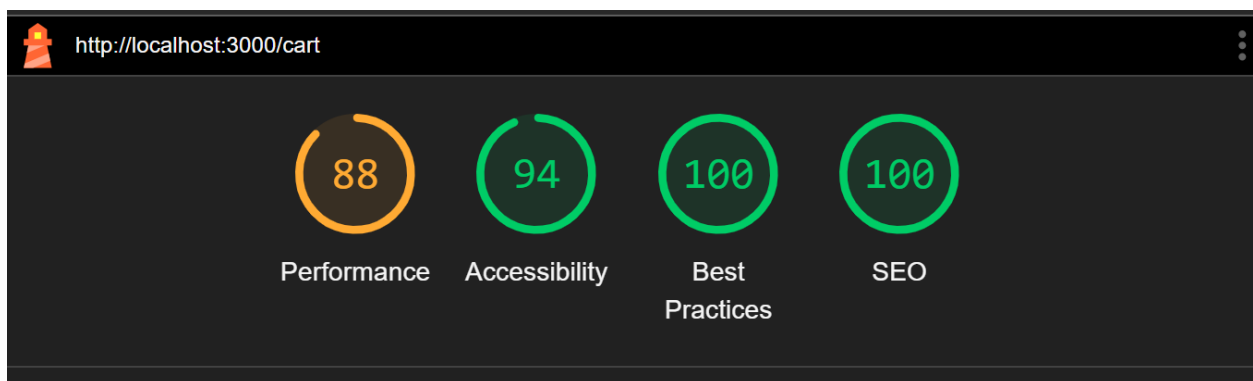 http://localhost:3000/cart
88
94
100
100
Performance
Accessibility
Best
Practices
SEO